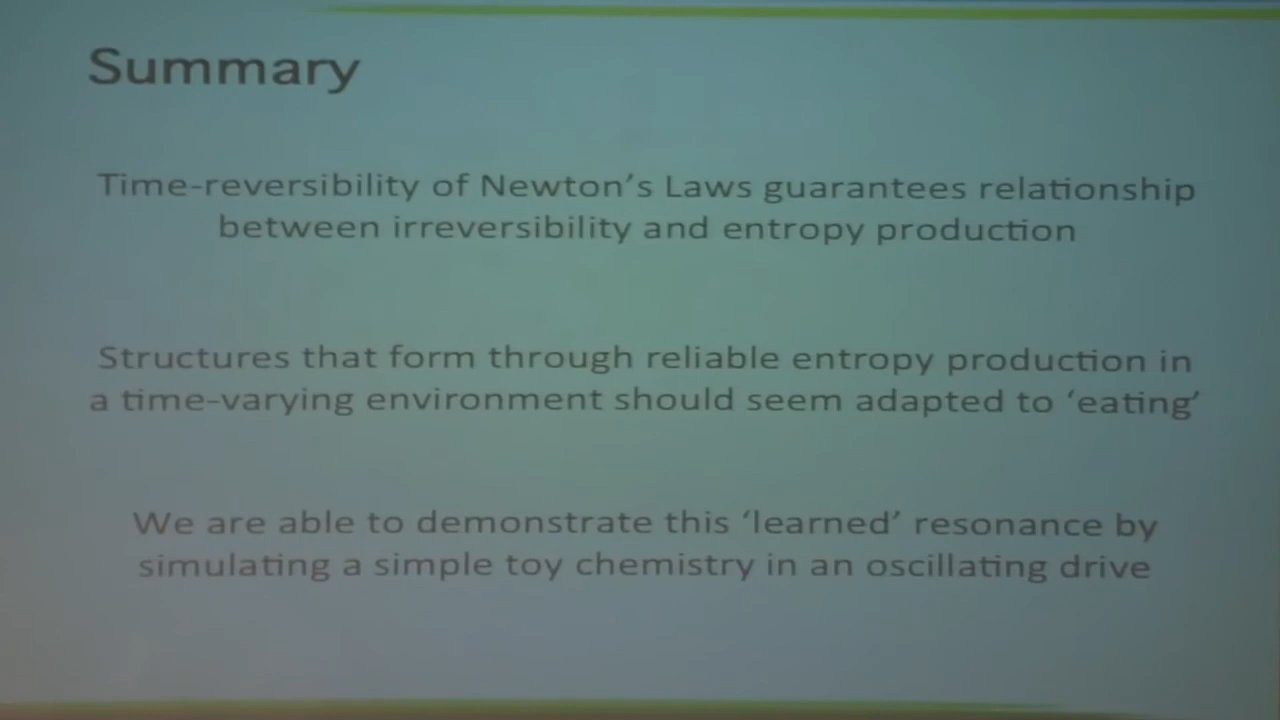 Summary
Time-reversibility of Newton's Laws guarantees relationship
between irreversibility and entropy production
Structures that form through reliable entropy production in
a time-varying environment should seem adapted to ‘eating’
We are able to demonstrate this ‘learned’ resonance by
simulating a simple toy chemistry in an oscillating drive